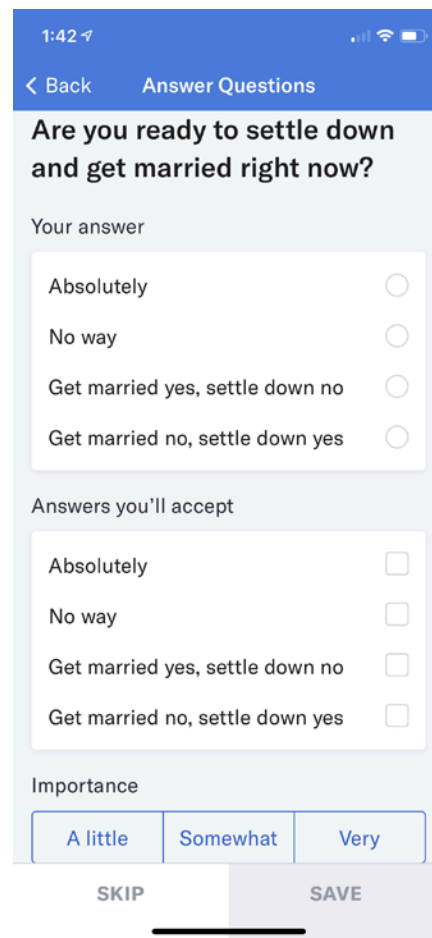 1:42
Back Answer Questions
Are you ready to settle down
and get married right now?
Your answer
Absolutely
No way
Get married yes, settle down no
Get married no, settle down yes
Answers you'll accept
Absolutely
No way
Get married yes, settle down no
Get married no, settle down yes
Importance
A little Somewhat Very
SKIP SAVE